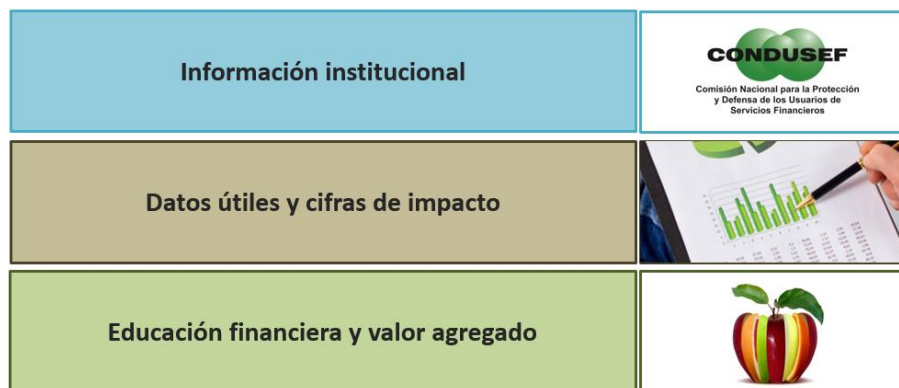 Información institucional
CONDUSEF
Comisión Nacional para la Protección
y Defensa de los Usuarios de
Servicios Financieros
Datos útiles y cifras de impacto
Educación financiera y valor agregado